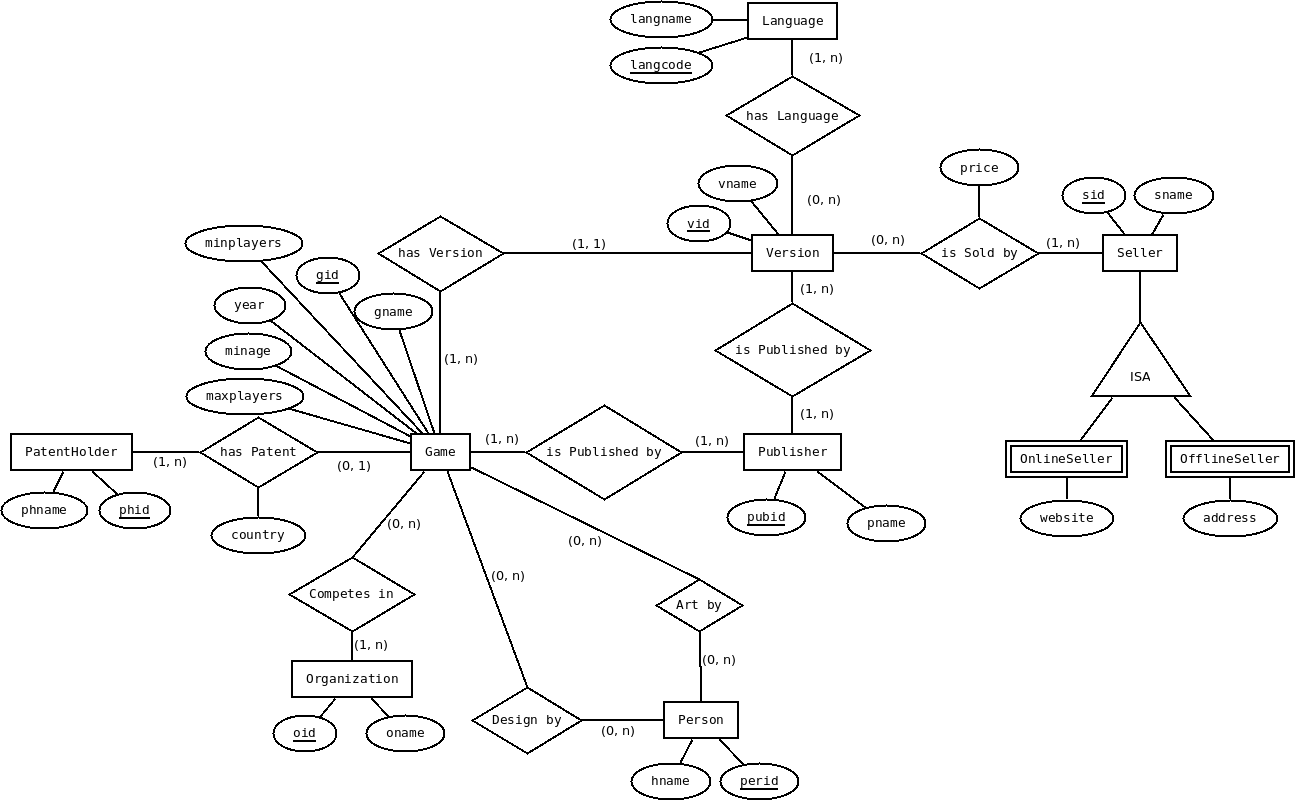 langname
Language
langcode
(1, n)
has Language
price
vname
sid
sname
(0, n)
vid
minplayers
has Version
(1, 1)
Version
(0, n)
is Sold by
(1, n)
Seller
gid
(1, n)
year
gname
minage
(1, n)
is Published by
ISA
maxplayers
(1, n)
PatentHolder
has Patent
Game
(1, n)
is Published by
(1, n)
Publisher
OnlineSeller
OfflineSeller
(1, n)
(0, 1)
phname
phid
country
(0, n)
(0, n)
pubid
pname
website
address
(0, n)
Competes in
Art by
(1, n)
(0, n)
Organization
oid
oname
Design by
(0, n)
Person
hname
perid